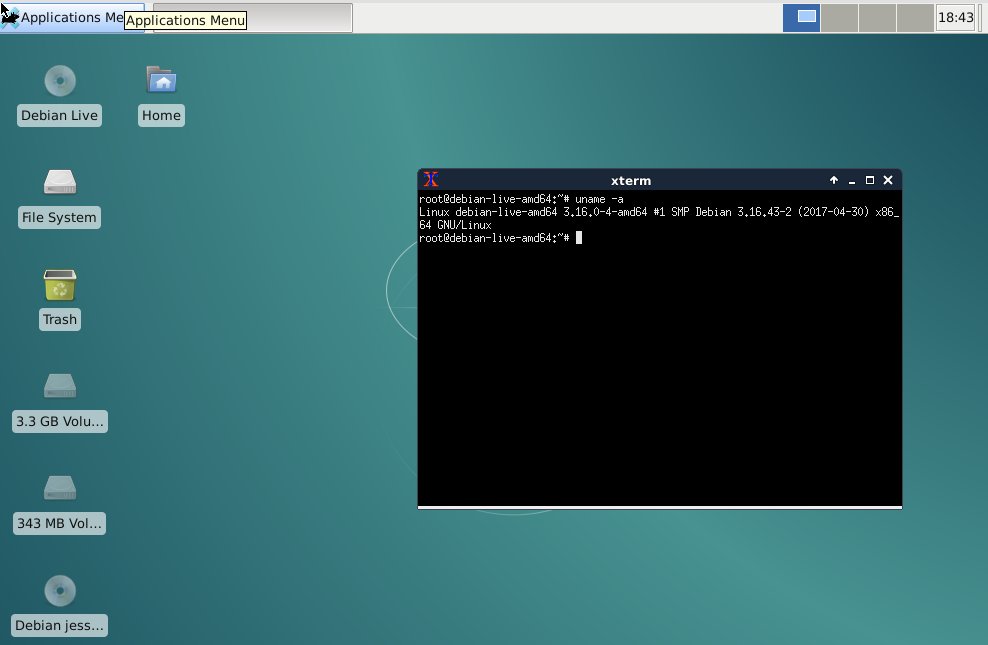 Applications Me
Applications Menu
18:43
Debian Live
Home
File System
Trash
3.3 GB Volu...
343 MB Vol...
Debian jess...
xterm
root@debian-live-amd64:~# uname -a
Linux debian-live-amd64 3.16.0-4-amd64 #1 SMP Debian 3.16.43-2 (2017-04-30) x86_
64 GNU/Linux
root@debian-live-amd64:~#